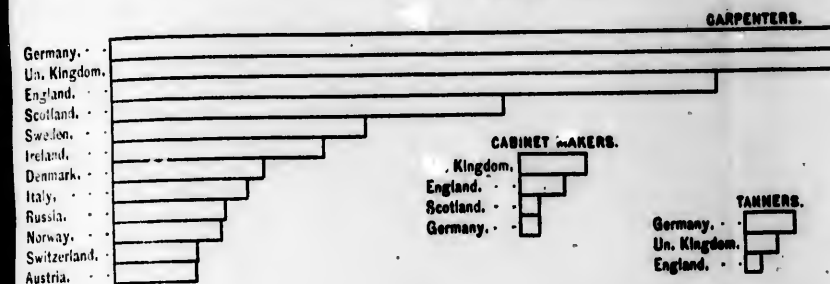 CARPENTERS.
Germany. · ·
Un. Kingdom.
England. · ·
Scotland. · ·
Sweden. · ·
Ireland. · ·
Denmark. · ·
Italy. · ·
Russia. · ·
Norway. · ·
Switzerland. ·
Austria. · ·
CABINET MAKERS.
Kingdom.
England. · ·
Scotland. · ·
Germany. · ·
TANNERS.
Germany. · ·
Un. Kingdom.
England. · ·